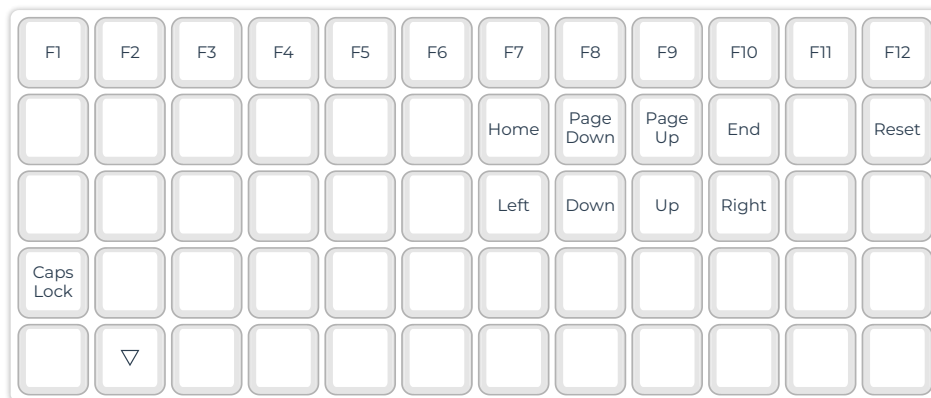 F1 F2 F3 F4 F5 F6 F7 F8 F9 F10 F11 F12
Home Page Down Page Up End Reset
Left Down Up Right
Caps Lock
▽